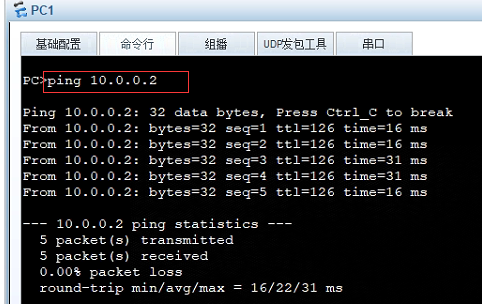 PC1
基础配置 命令行 组播 UDP发包工具 串口
PC>ping 10.0.0.2
Ping 10.0.0.2: 32 data bytes, Press Ctrl_C to break
From 10.0.0.2: bytes=32 seq=1 ttl=126 time=16 ms
From 10.0.0.2: bytes=32 seq=2 ttl=126 time=16 ms
From 10.0.0.2: bytes=32 seq=3 ttl=126 time=31 ms
From 10.0.0.2: bytes=32 seq=4 ttl=126 time=31 ms
From 10.0.0.2: bytes=32 seq=5 ttl=126 time=16 ms
--- 10.0.0.2 ping statistics ---
5 packet(s) transmitted
5 packet(s) received
0.00% packet loss
round-trip min/avg/max = 16/22/31 ms